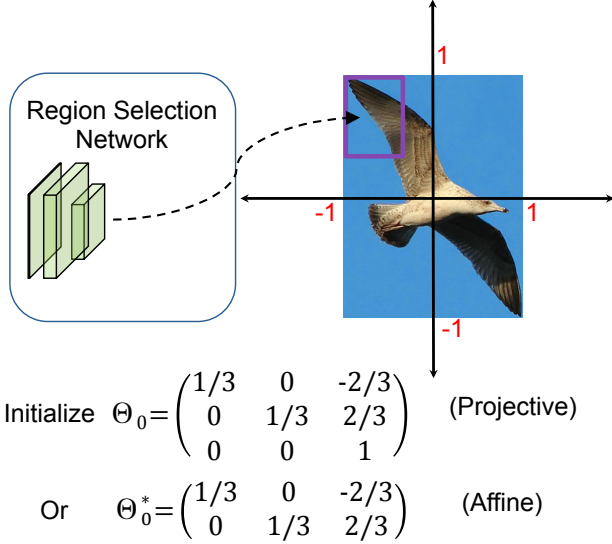 1
Region Selection
Network
-1
1
-1
Initialize Θ₀= (1/3 0 -2/3
0 1/3 2/3
0 0 1) (Projective)
Or Θ₀*= (1/3 0 -2/3
0 1/3 2/3) (Affine)